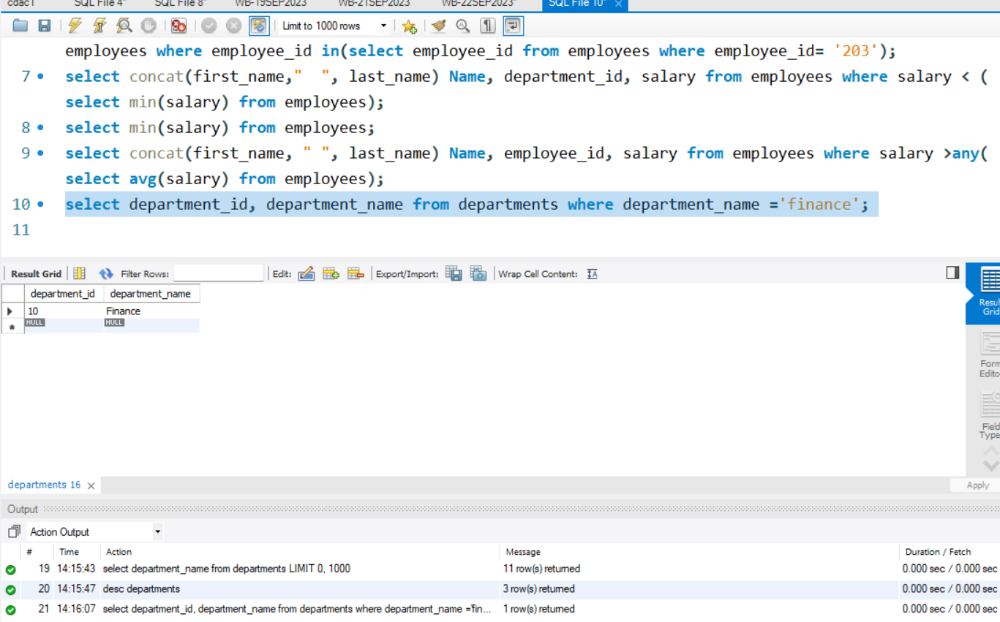 cdac1 SQL File 4* SQL File 8* WB-19SEP2023 WB-21SEP2023 WB-22SEP2023* SQL File 10* ×
Limit to 1000 rows
employees where employee_id in(select employee_id from employees where employee_id= '203');
7 select concat(first_name,"  ", last_name) Name, department_id, salary from employees where salary < (
select min(salary) from employees);
8 select min(salary) from employees;
9 select concat(first_name, " ", last_name) Name, employee_id, salary from employees where salary >any(
select avg(salary) from employees);
10 select department_id, department_name from departments where department_name ='finance';
11
Result Grid Filter Rows: Edit: Export/Import: Wrap Cell Content: IA
department_id department_name
10 Finance
NULL NULL
Resul
Grid
Form
Edito
Field
Type
departments 16 × Apply
Output
Action Output
# Time Action Message Duration / Fetch
19 14:15:43 select department_name from departments LIMIT 0, 1000 11 row(s) returned 0.000 sec / 0.000 sec
20 14:15:47 desc departments 3 row(s) returned 0.000 sec / 0.000 sec
21 14:16:07 select department_id, department_name from departments where department_name ='fin... 1 row(s) returned 0.000 sec / 0.000 sec